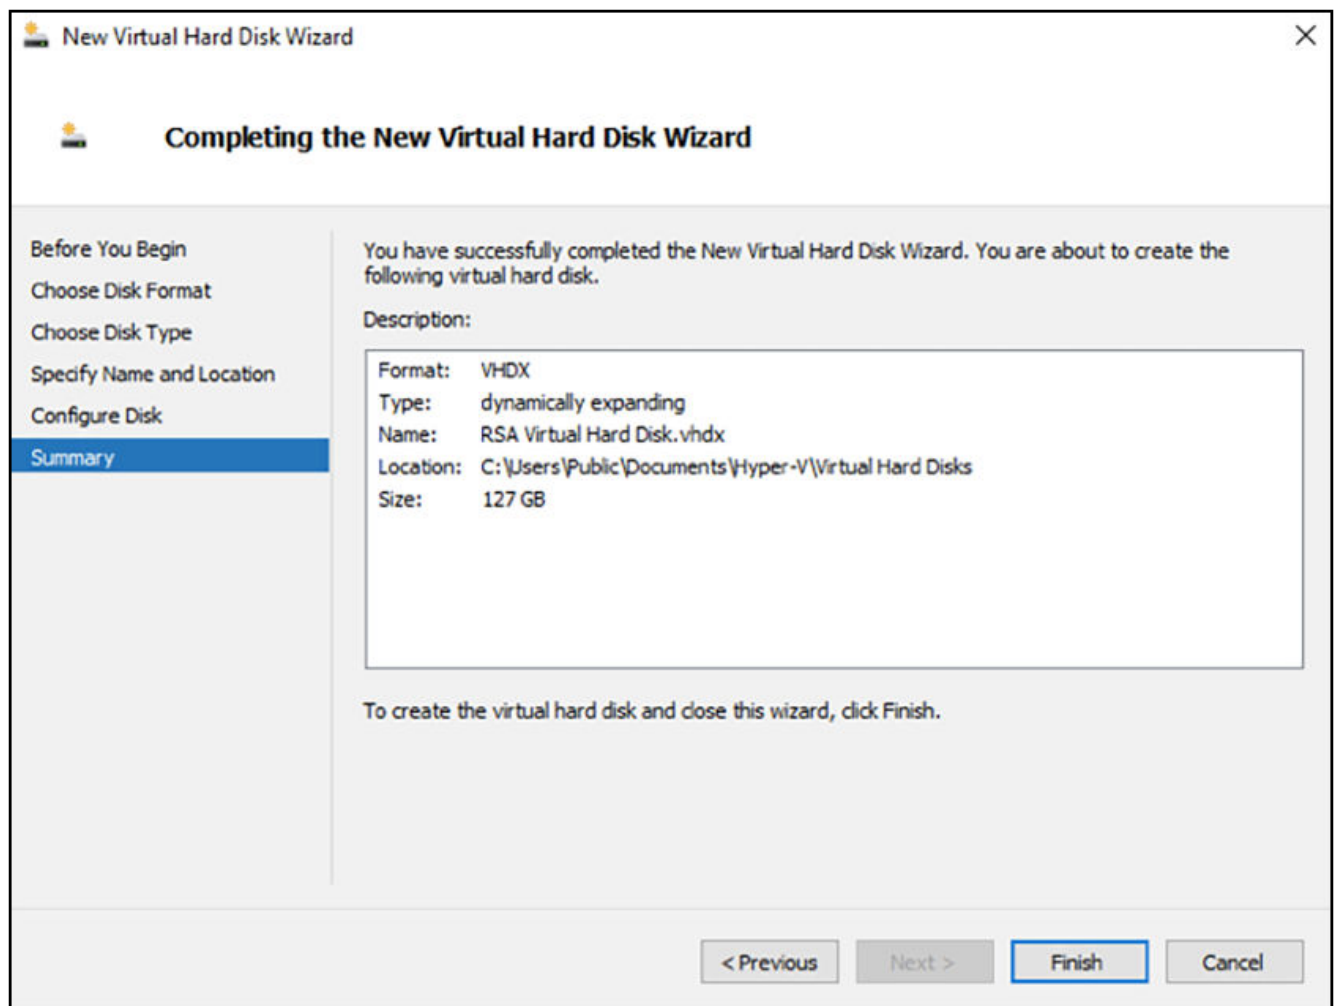 New Virtual Hard Disk Wizard
Completing the New Virtual Hard Disk Wizard
Before You Begin
Choose Disk Format
Choose Disk Type
Specify Name and Location
Configure Disk
Summary
You have successfully completed the New Virtual Hard Disk Wizard. You are about to create the
following virtual hard disk.
Description:
Format: VHDX
Type: dynamically expanding
Name: RSA Virtual Hard Disk.vhdx
Location: C:\Users\Public\Documents\Hyper-V\Virtual Hard Disks
Size: 127 GB
To create the virtual hard disk and close this wizard, click Finish.
< Previous
Next >
Finish
Cancel